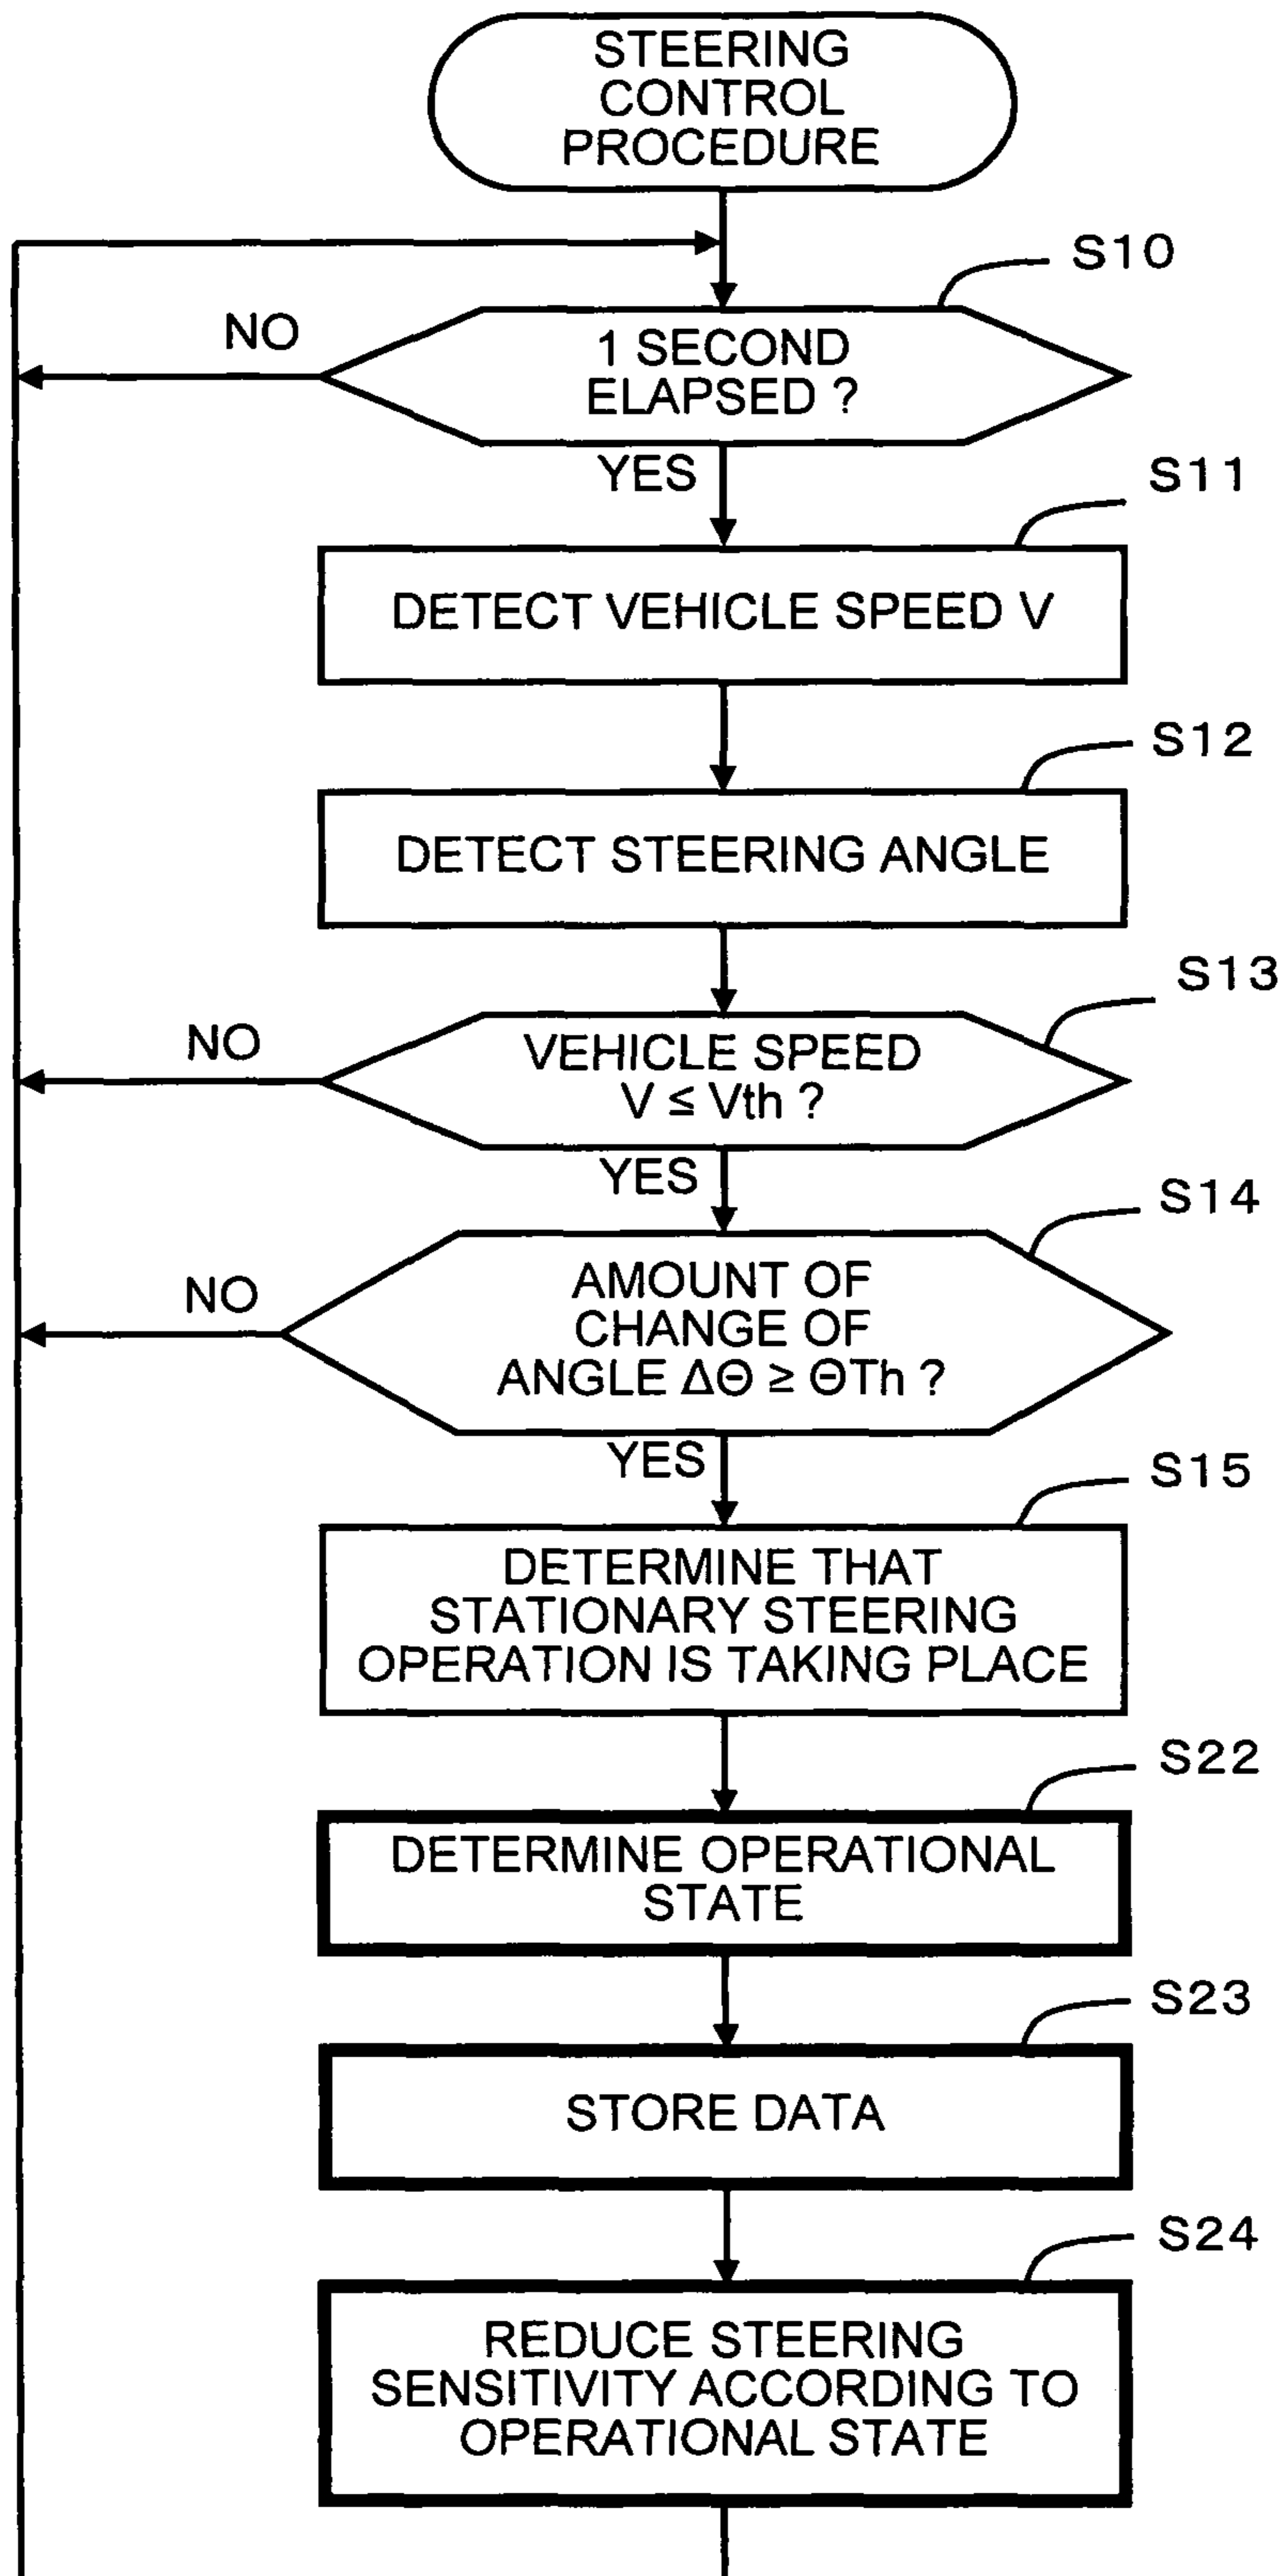 STEERING
CONTROL
PROCEDURE
S10
NO
1 SECOND
ELAPSED ?
YES
S11
DETECT VEHICLE SPEED V
S12
DETECT STEERING ANGLE
S13
NO
VEHICLE SPEED
V ≤ Vth ?
YES
S14
NO
AMOUNT OF
CHANGE OF
ANGLE ΔΘ ≥ ΘTh ?
YES
S15
DETERMINE THAT
STATIONARY STEERING
OPERATION IS TAKING PLACE
S22
DETERMINE OPERATIONAL
STATE
S23
STORE DATA
S24
REDUCE STEERING
SENSITIVITY ACCORDING TO
OPERATIONAL STATE